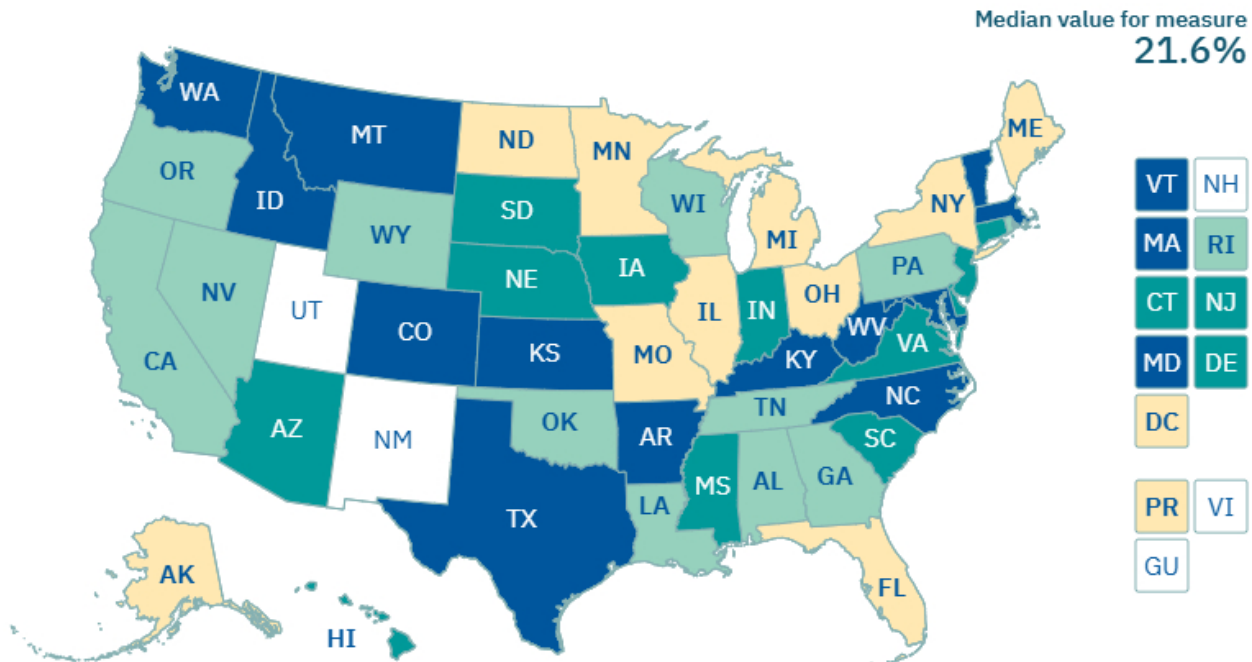 Median value for measure
21.6%
WA
MT
ND
MN
ME
OR
ID
SD
WI
NY
VT
NH
WY
MI
MA
RI
NV
UT
NE
IA
PA
CA
CO
KS
MO
IL
IN
OH
WV
VA
CT
NJ
KY
MD
DE
AZ
NM
OK
AR
TN
NC
DC
MS
AL
GA
SC
TX
LA
PR
VI
AK
HI
FL
GU